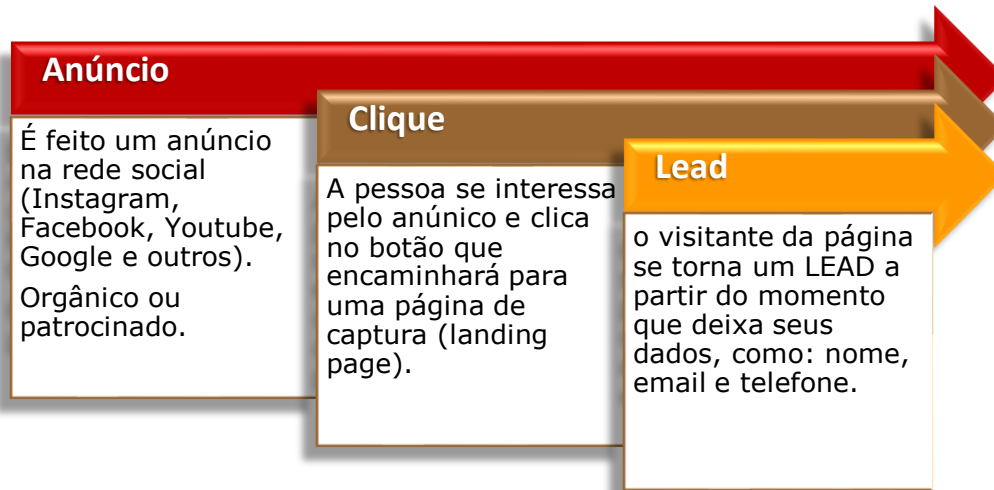 Anúncio
É feito um anúncio
na rede social
(Instagram,
Facebook, Youtube,
Google e outros).
Orgânico ou
patrocinado.
Clique
A pessoa se interessa
pelo anúnico e clica
no botão que
encaminhará para
uma página de
captura (landing
page).
Lead
o visitante da página
se torna um LEAD a
partir do momento
que deixa seus
dados, como: nome,
email e telefone.